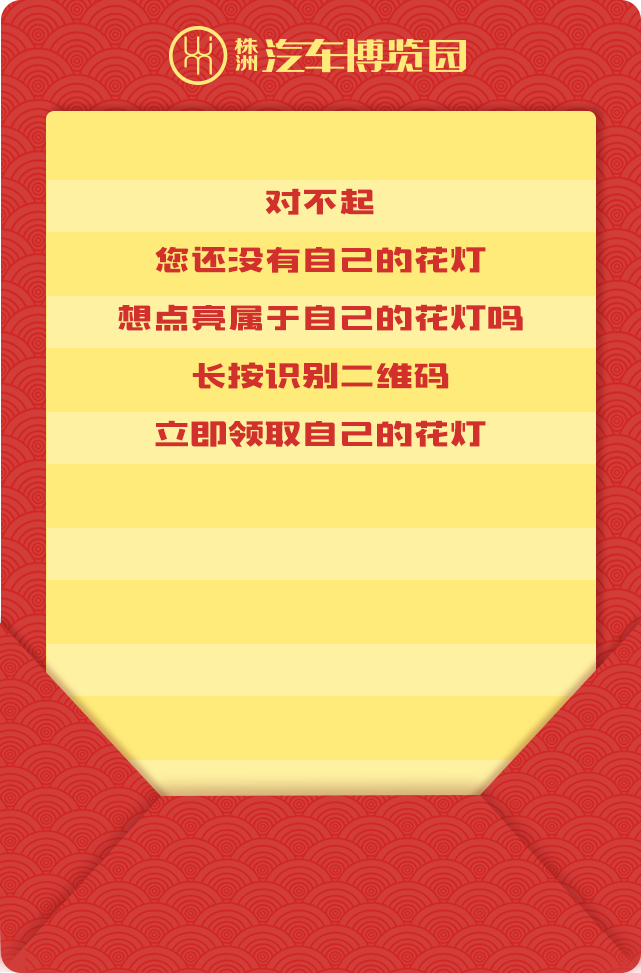 株洲 汽车博览园
对不起
您还没有自己的花灯
想点亮属于自己的花灯吗
长按识别二维码
立即领取自己的花灯